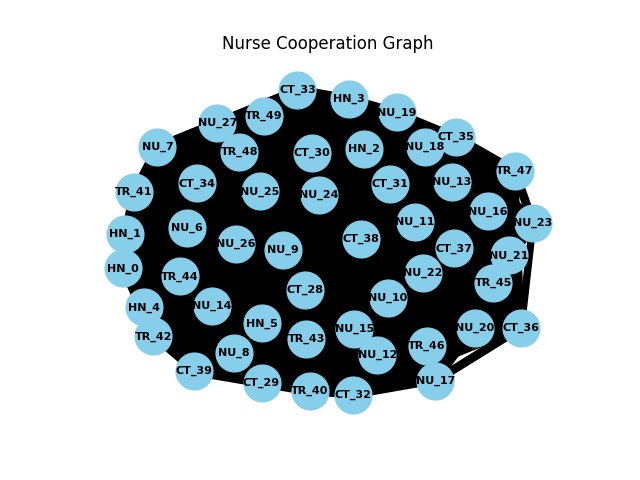 Nurse Cooperation Graph
CT_33
HN_3
NU_19
TR_49
NU_27
CT_35
NU_7
TR_48
CT_30
HN_2
NU_18
TR_47
TR_41
CT_34
NU_25
NU_24
CT_31
NU_13
NU_16
NU_23
HN_1
NU_6
NU_26
NU_9
CT_38
NU_11
CT_37
NU_21
HN_0
TR_44
CT_28
NU_22
TR_45
HN_4
NU_14
NU_10
TR_42
HN_5
TR_43
NU_15
NU_20
CT_36
NU_8
NU_12
TR_46
CT_39
CT_29
TR_40
CT_32
NU_17